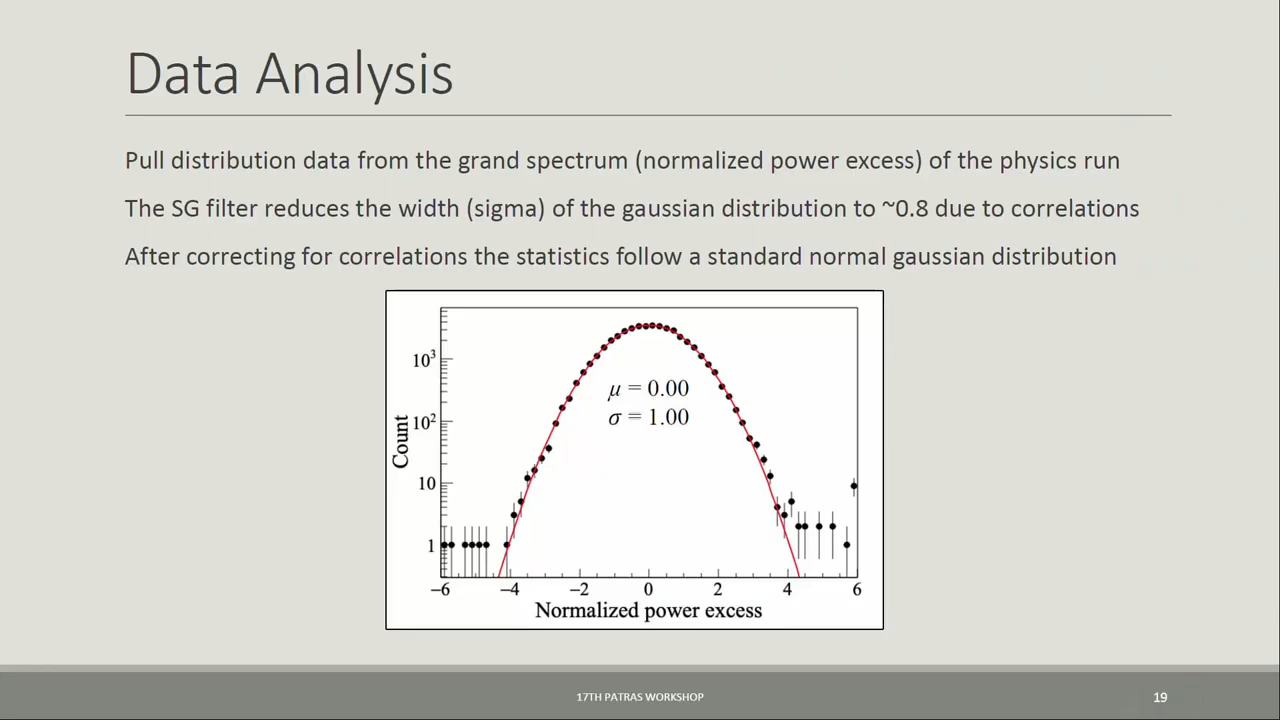 Data Analysis
Pull distribution data from the grand spectrum (normalized power excess) of the physics run
The SG filter reduces the width (sigma) of the gaussian distribution to ~0.8 due to correlations
After correcting for correlations the statistics follow a standard normal gaussian distribution
10³
μ = 0.00
σ = 1.00
Count
10²
10
1
−6 −4 −2 0 2 4 6
Normalized power excess
17TH PATRAS WORKSHOP
19